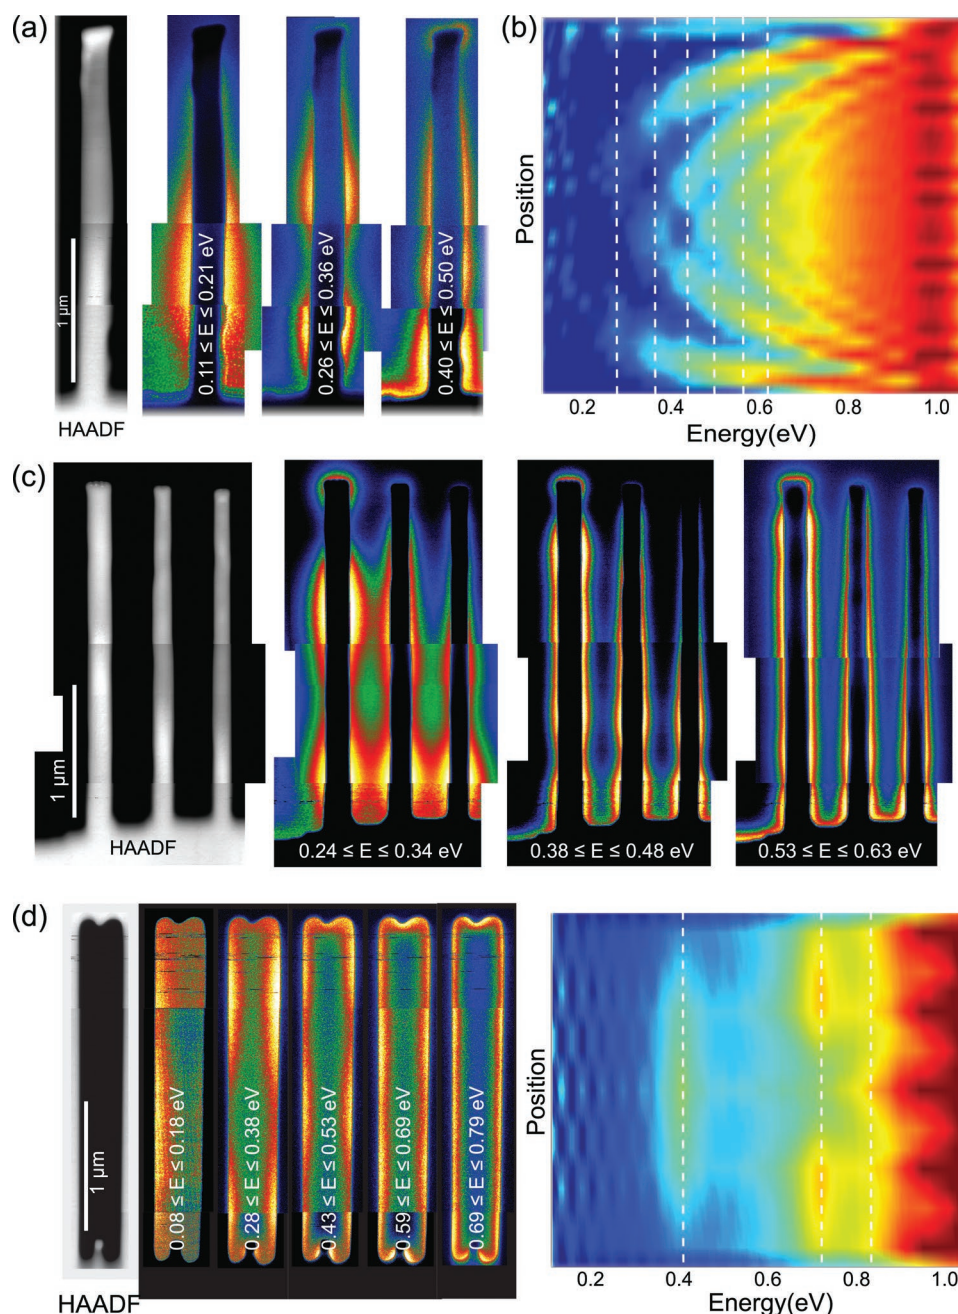 (a)
1 µm
HAADF
0.11 ≤ E ≤ 0.21 eV
0.26 ≤ E ≤ 0.36 eV
0.40 ≤ E ≤ 0.50 eV
(b)
Position
0.2 0.4 0.6 0.8 1.0
Energy(eV)
(c)
1 µm
HAADF
0.24 ≤ E ≤ 0.34 eV
0.38 ≤ E ≤ 0.48 eV
0.53 ≤ E ≤ 0.63 eV
(d)
1 µm
HAADF
0.08 ≤ E ≤ 0.18 eV
0.28 ≤ E ≤ 0.38 eV
0.43 ≤ E ≤ 0.53 eV
0.59 ≤ E ≤ 0.69 eV
0.69 ≤ E ≤ 0.79 eV
Position
0.2 0.4 0.6 0.8 1.0
Energy(eV)